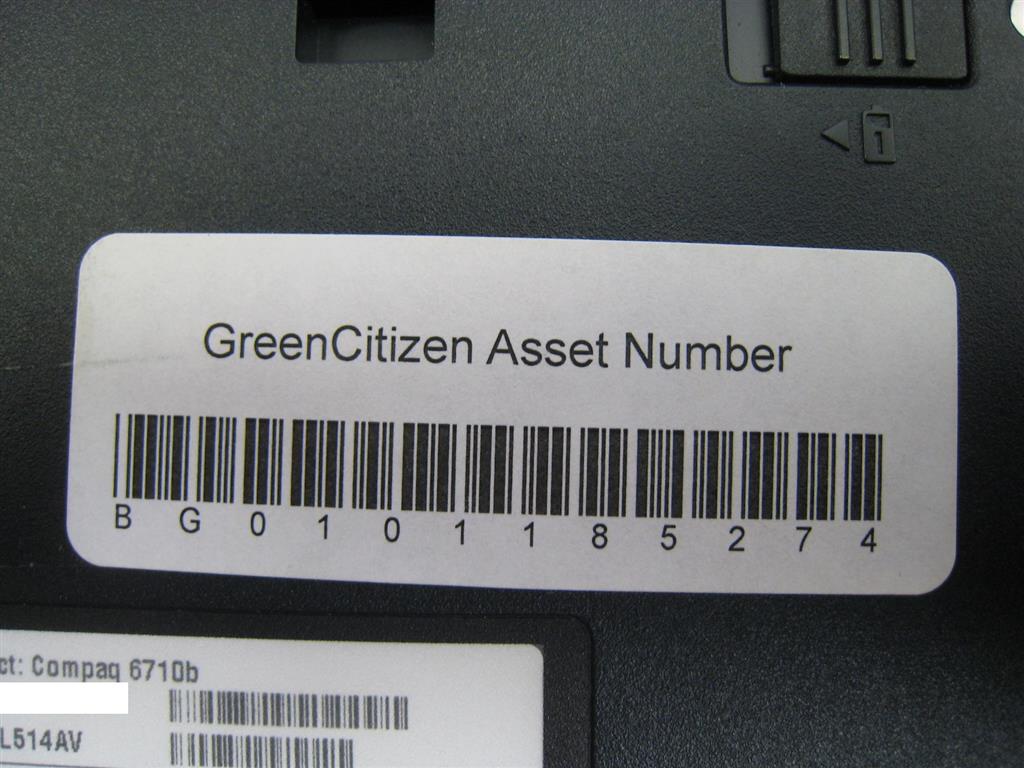 GreenCitizen Asset Number
B G 0 1 0 1 1 8 5 2 7 4
ct: Compaq 6710b
L514AV